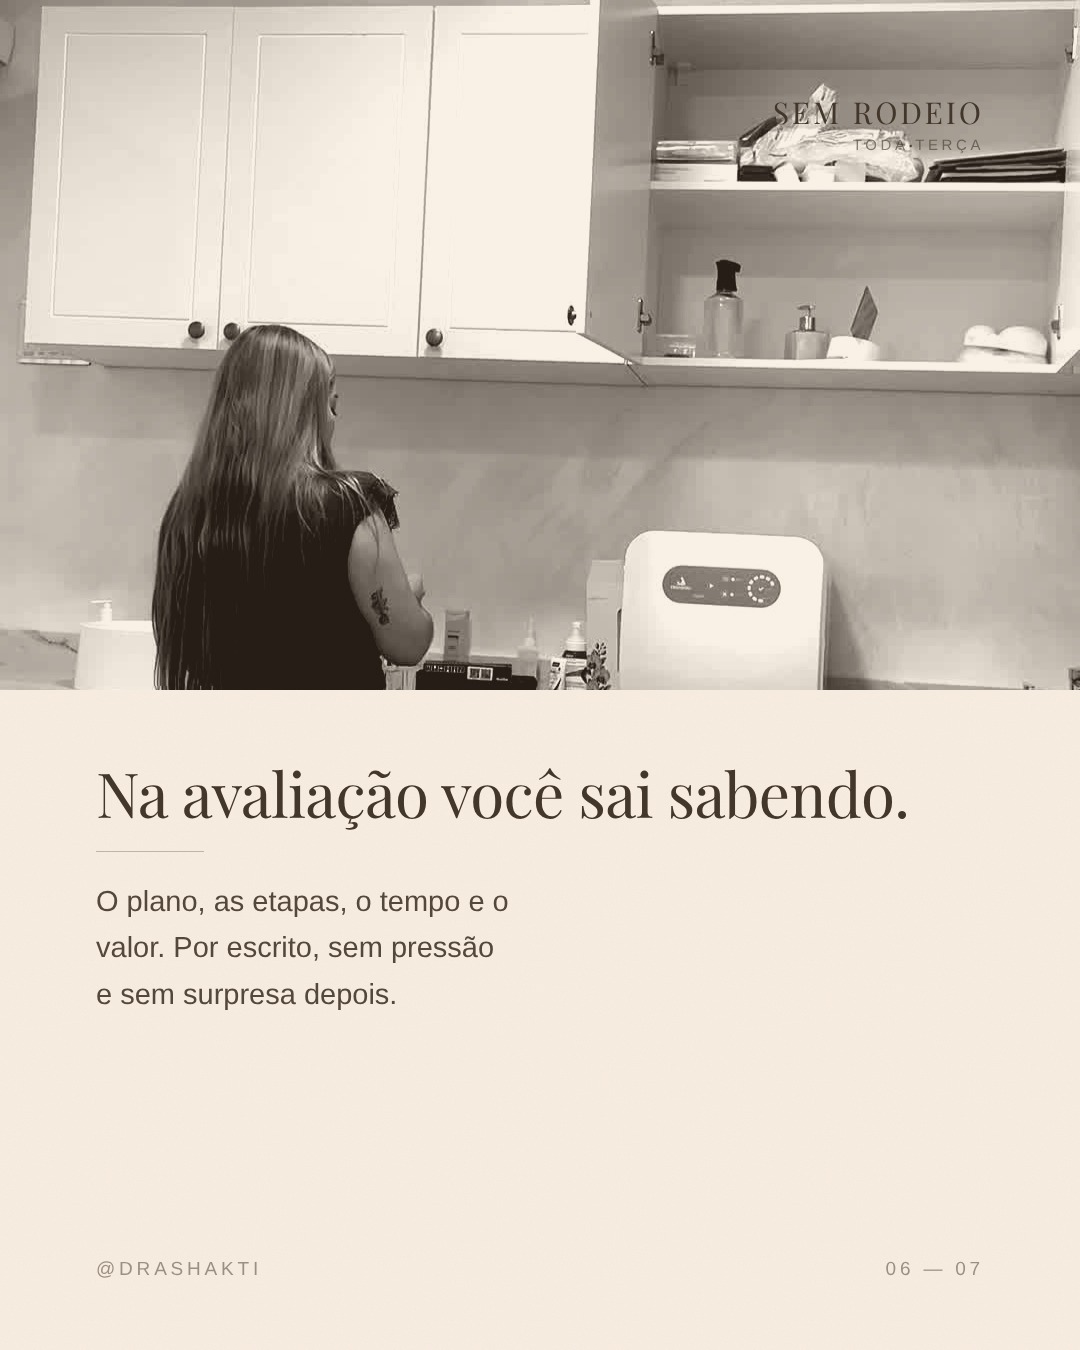 SEM RODEIO
TODA TERÇA
Na avaliação você sai sabendo.
O plano, as etapas, o tempo e o
valor. Por escrito, sem pressão
e sem surpresa depois.
@DRASHAKTI
06 — 07